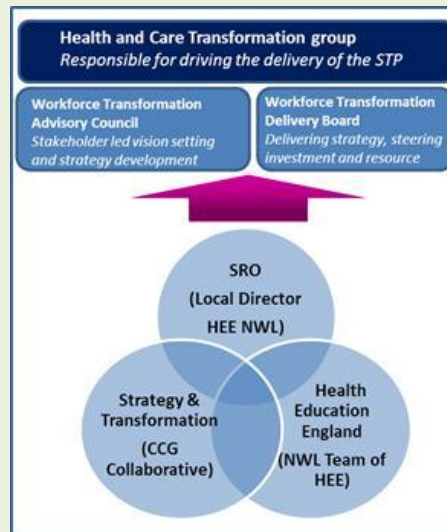 Health and Care Transformation group
Responsible for driving the delivery of the STP
Workforce Transformation
Advisory Council
Stakeholder led vision setting
and strategy development
Workforce Transformation
Delivery Board
Delivering strategy, steering
investment and resource
SRO
(Local Director
HEE NWL)
Strategy &
Transformation
(CCG
Collaborative)
Health
Education
England
(NWL Team of
HEE)